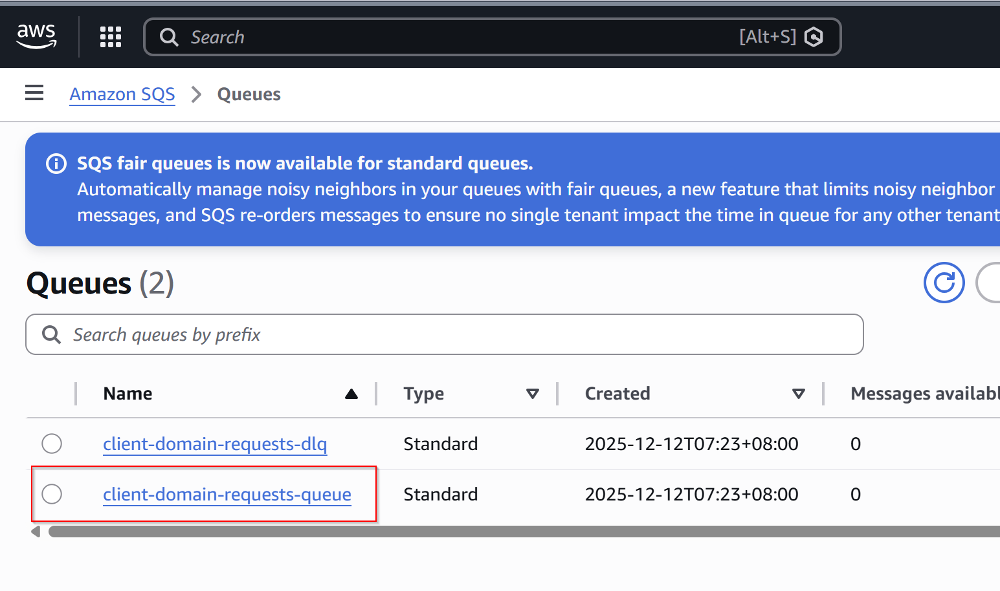 aws
Search
[Alt+S]
Amazon SQS
Queues
SQS fair queues is now available for standard queues.
Automatically manage noisy neighbors in your queues with fair queues, a new feature that limits noisy neighbor
messages, and SQS re-orders messages to ensure no single tenant impact the time in queue for any other tenant
Queues (2)
Search queues by prefix
Name Type Created Messages availabl
client-domain-requests-dlq Standard 2025-12-12T07:23+08:00 0
client-domain-requests-queue Standard 2025-12-12T07:23+08:00 0